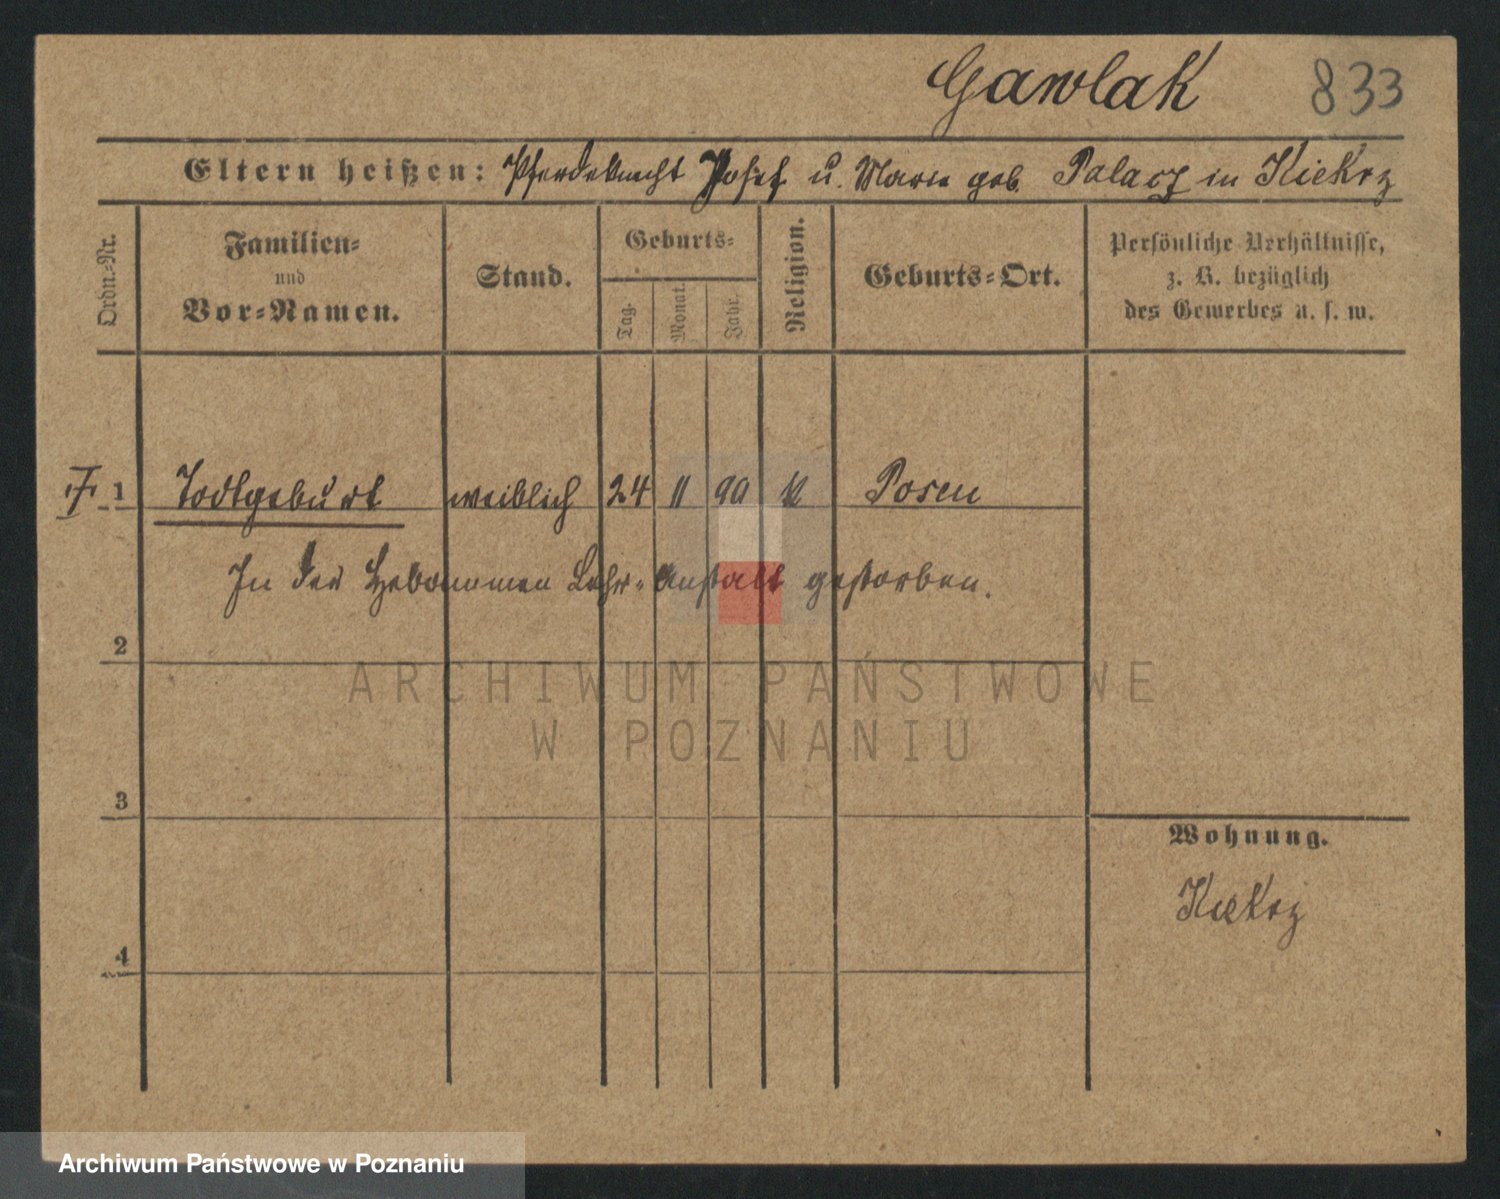 Gawlak 833
Eltern heißen: Pferdeknecht Josef u. Marie geb. Palacz in Kiekrz
Ordn.-Nr.
Familien-
und
Vor-Namen.
Stand.
Geburts-
Tag.
Monat.
Jahr.
Religion.
Geburts-Ort.
Persönliche Verhältnisse,
z. B. bezüglich
des Gewerbes u. s. w.
1 Todtgeburt weiblich 24 11 90 k Posen
In der Hebammen Lehr-Anstalt gestorben.
2
ARCHIWUM PAŃSTWOWE
W POZNANIU
3
Wohnung.
Kiekrz
4
Archiwum Państwowe w Poznaniu